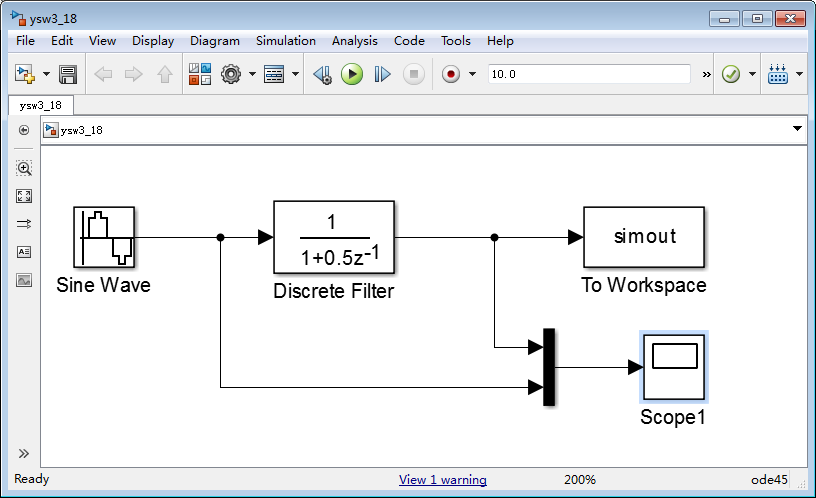 ysw3_18
File Edit View Display Diagram Simulation Analysis Code Tools Help
10.0 »
ysw3_18
ysw3_18
1
1+0.5z-1
simout
Sine Wave
Discrete Filter
To Workspace
Scope1
Ready View 1 warning 200% ode45